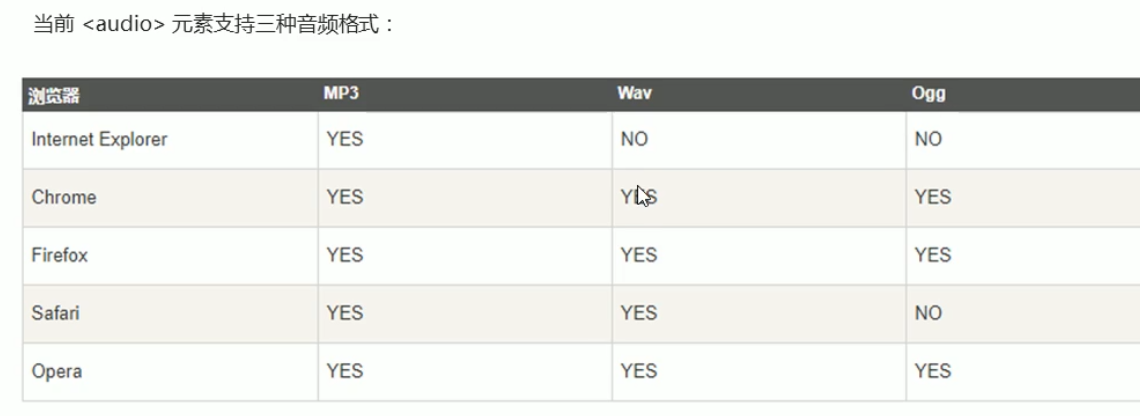 当前 <audio> 元素支持三种音频格式：
浏览器 MP3 Wav Ogg
Internet Explorer YES NO NO
Chrome YES YES YES
Firefox YES YES YES
Safari YES YES NO
Opera YES YES YES